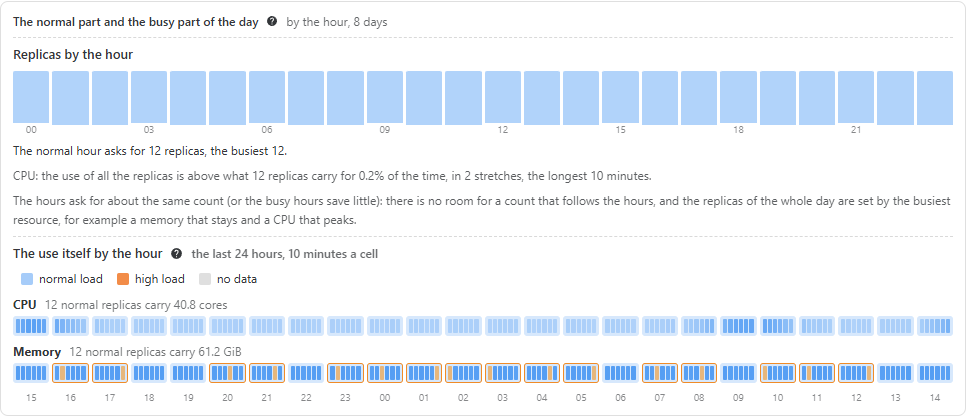 The normal part and the busy part of the day ? by the hour, 8 days
Replicas by the hour
00 03 06 09 12 15 18 21
The normal hour asks for 12 replicas, the busiest 12.
CPU: the use of all the replicas is above what 12 replicas carry for 0.2% of the time, in 2 stretches, the longest 10 minutes.
The hours ask for about the same count (or the busy hours save little): there is no room for a count that follows the hours, and the replicas of the whole day are set by the busiest
resource, for example a memory that stays and a CPU that peaks.
The use itself by the hour ? the last 24 hours, 10 minutes a cell
normal load high load no data
CPU 12 normal replicas carry 40.8 cores
Memory 12 normal replicas carry 61.2 GiB
15 16 17 18 19 20 21 22 23 00 01 02 03 04 05 06 07 08 09 10 11 12 13 14